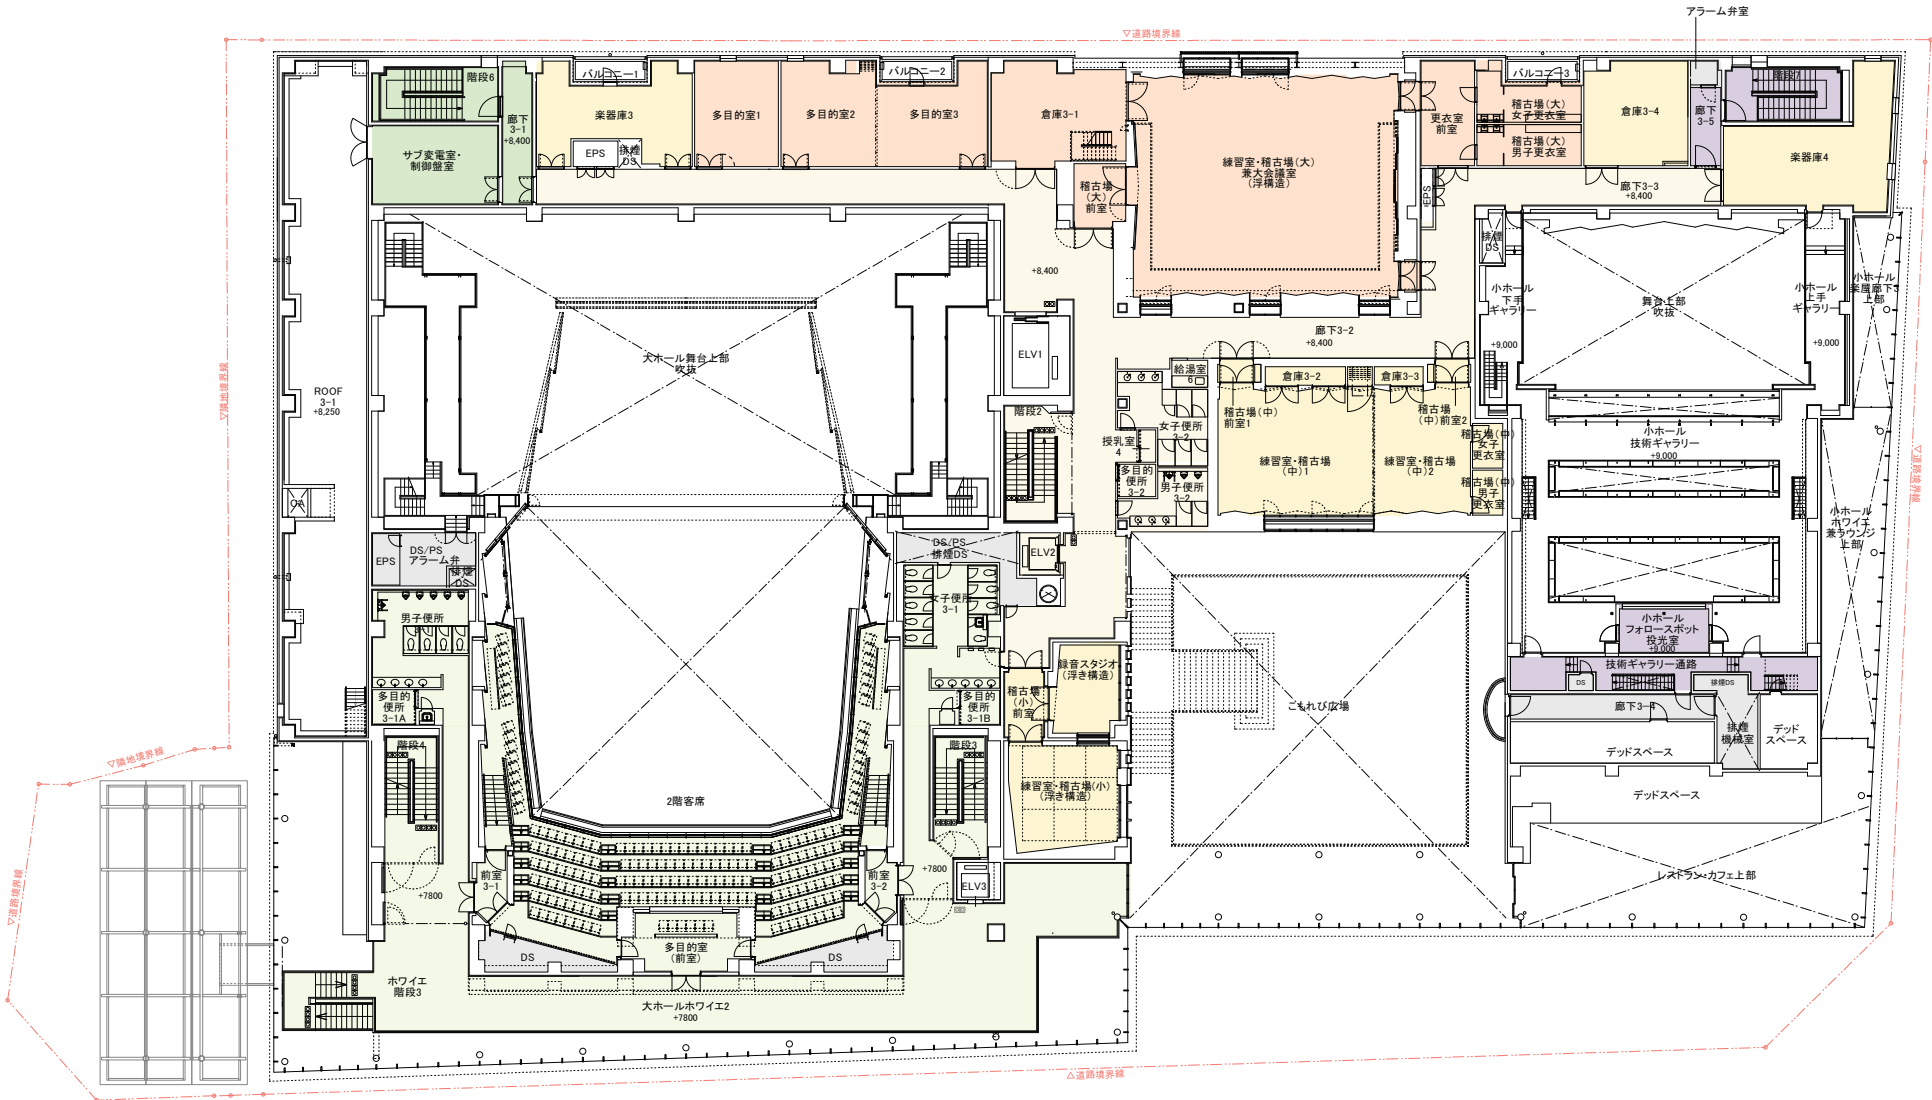 アラーム弁室
▽道路境界線
階段6
バルコニー1
バルコニー2
バルコニー3
階段7
廊下
3-1
+8,400
楽器庫3
多目的室1
多目的室2
多目的室3
倉庫3-1
更衣室
前室
稽古場(大)
女子更衣室
稽古場(大)
男子更衣室
倉庫3-4
廊下
3-5
サブ変電室・
制御盤室
EPS
排煙
DS
練習室・稽古場(大)
兼大会議室
(浮構造)
楽器庫4
稽古場
(大)
前室
EPS
廊下3-3
+8,400
+8,400
排煙
DS
小ホール
下手
ギャラリー
+9,000
舞台上部
吹抜
小ホール
上手
ギャラリー
+9,000
小ホール
楽屋廊下3
上部
廊下3-2
+8,400
大ホール舞台上部
吹抜
ELV1
▽隣地境界線
ROOF
3-1
+8,250
給湯室
6
倉庫3-2
倉庫3-3
階段2
稽古場(中)
前室1
稽古場
(中)前室2
女子便所
3-2
授乳室
4
多目的
便所
3-2
男子便所
3-2
練習室・稽古場
(中)1
練習室・稽古場
(中)2
稽古場(中)
女子
更衣室
稽古場(中)
男子
更衣室
小ホール
技術ギャラリー
+9,000
▽道路境界線
OA
小ホール
ホワイエ
兼ラウンジ
上部
EPS
DS/PS
アラーム弁
排煙
DS
DS/PS
排煙DS
ELV2
男子便所
女子便所
3-1
小ホール
フォロースポット
投光室
+9,000
録音スタジオ
(浮き構造)
技術ギャラリー通路
DS
排煙DS
多目的
便所
3-1A
多目的
便所
3-1B
稽古場
(小)
前室
こもれび広場
廊下3-4
排煙
機械室
デッド
スペース
階段4
階段3
デッドスペース
▽隣地境界線
練習室・稽古場(小)
(浮き構造)
2階客席
デッドスペース
前室
3-1
前室
3-2
+7800
+7800
ELV3
レストラン・カフェ上部
▽道路境界線
多目的室
(前室)
DS
DS
ホワイエ
階段3
大ホールホワイエ2
+7800
△道路境界線